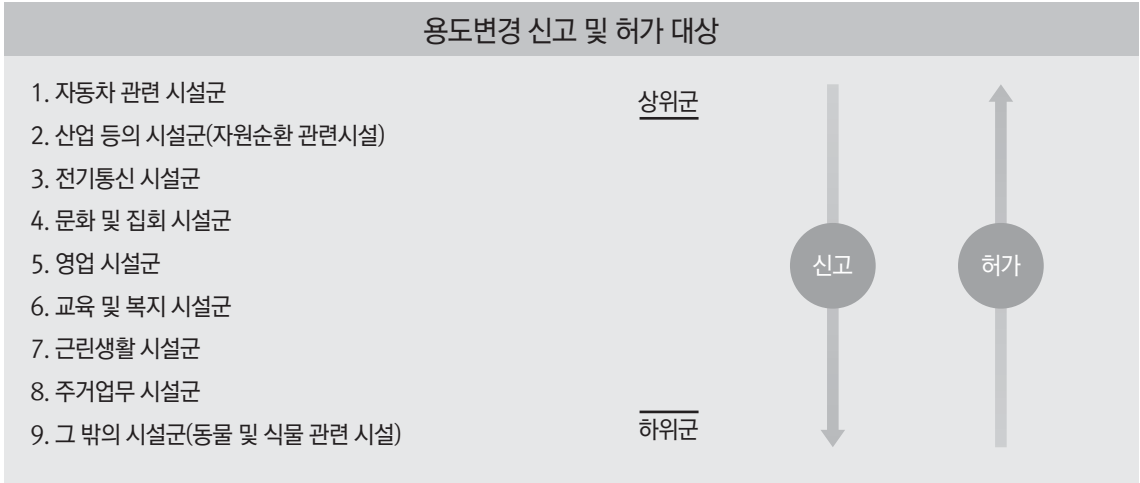 용도변경 신고 및 허가 대상
1. 자동차 관련 시설군
2. 산업 등의 시설군(자원순환 관련시설)
3. 전기통신 시설군
4. 문화 및 집회 시설군
5. 영업 시설군
6. 교육 및 복지 시설군
7. 근린생활 시설군
8. 주거업무 시설군
9. 그 밖의 시설군(동물 및 식물 관련 시설)
상위군
하위군
신고
허가